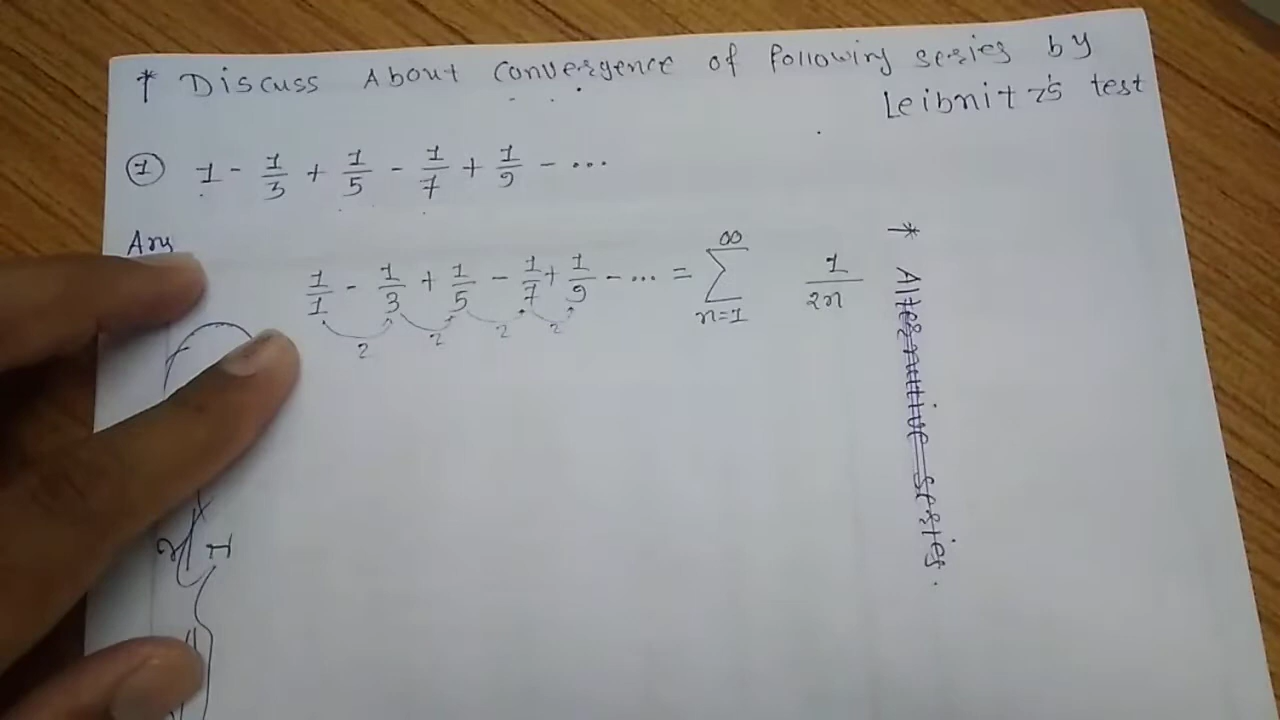 * Discuss About convergence of following series by
Leibnitz's test
① 1 - 1/3 + 1/5 - 1/7 + 1/9 - ...
Ans
1/1 - 1/3 + 1/5 - 1/7 + 1/9 - ... = ∑ n=1 ∞ 1/2n
2 2 2 2
* Alternative series.